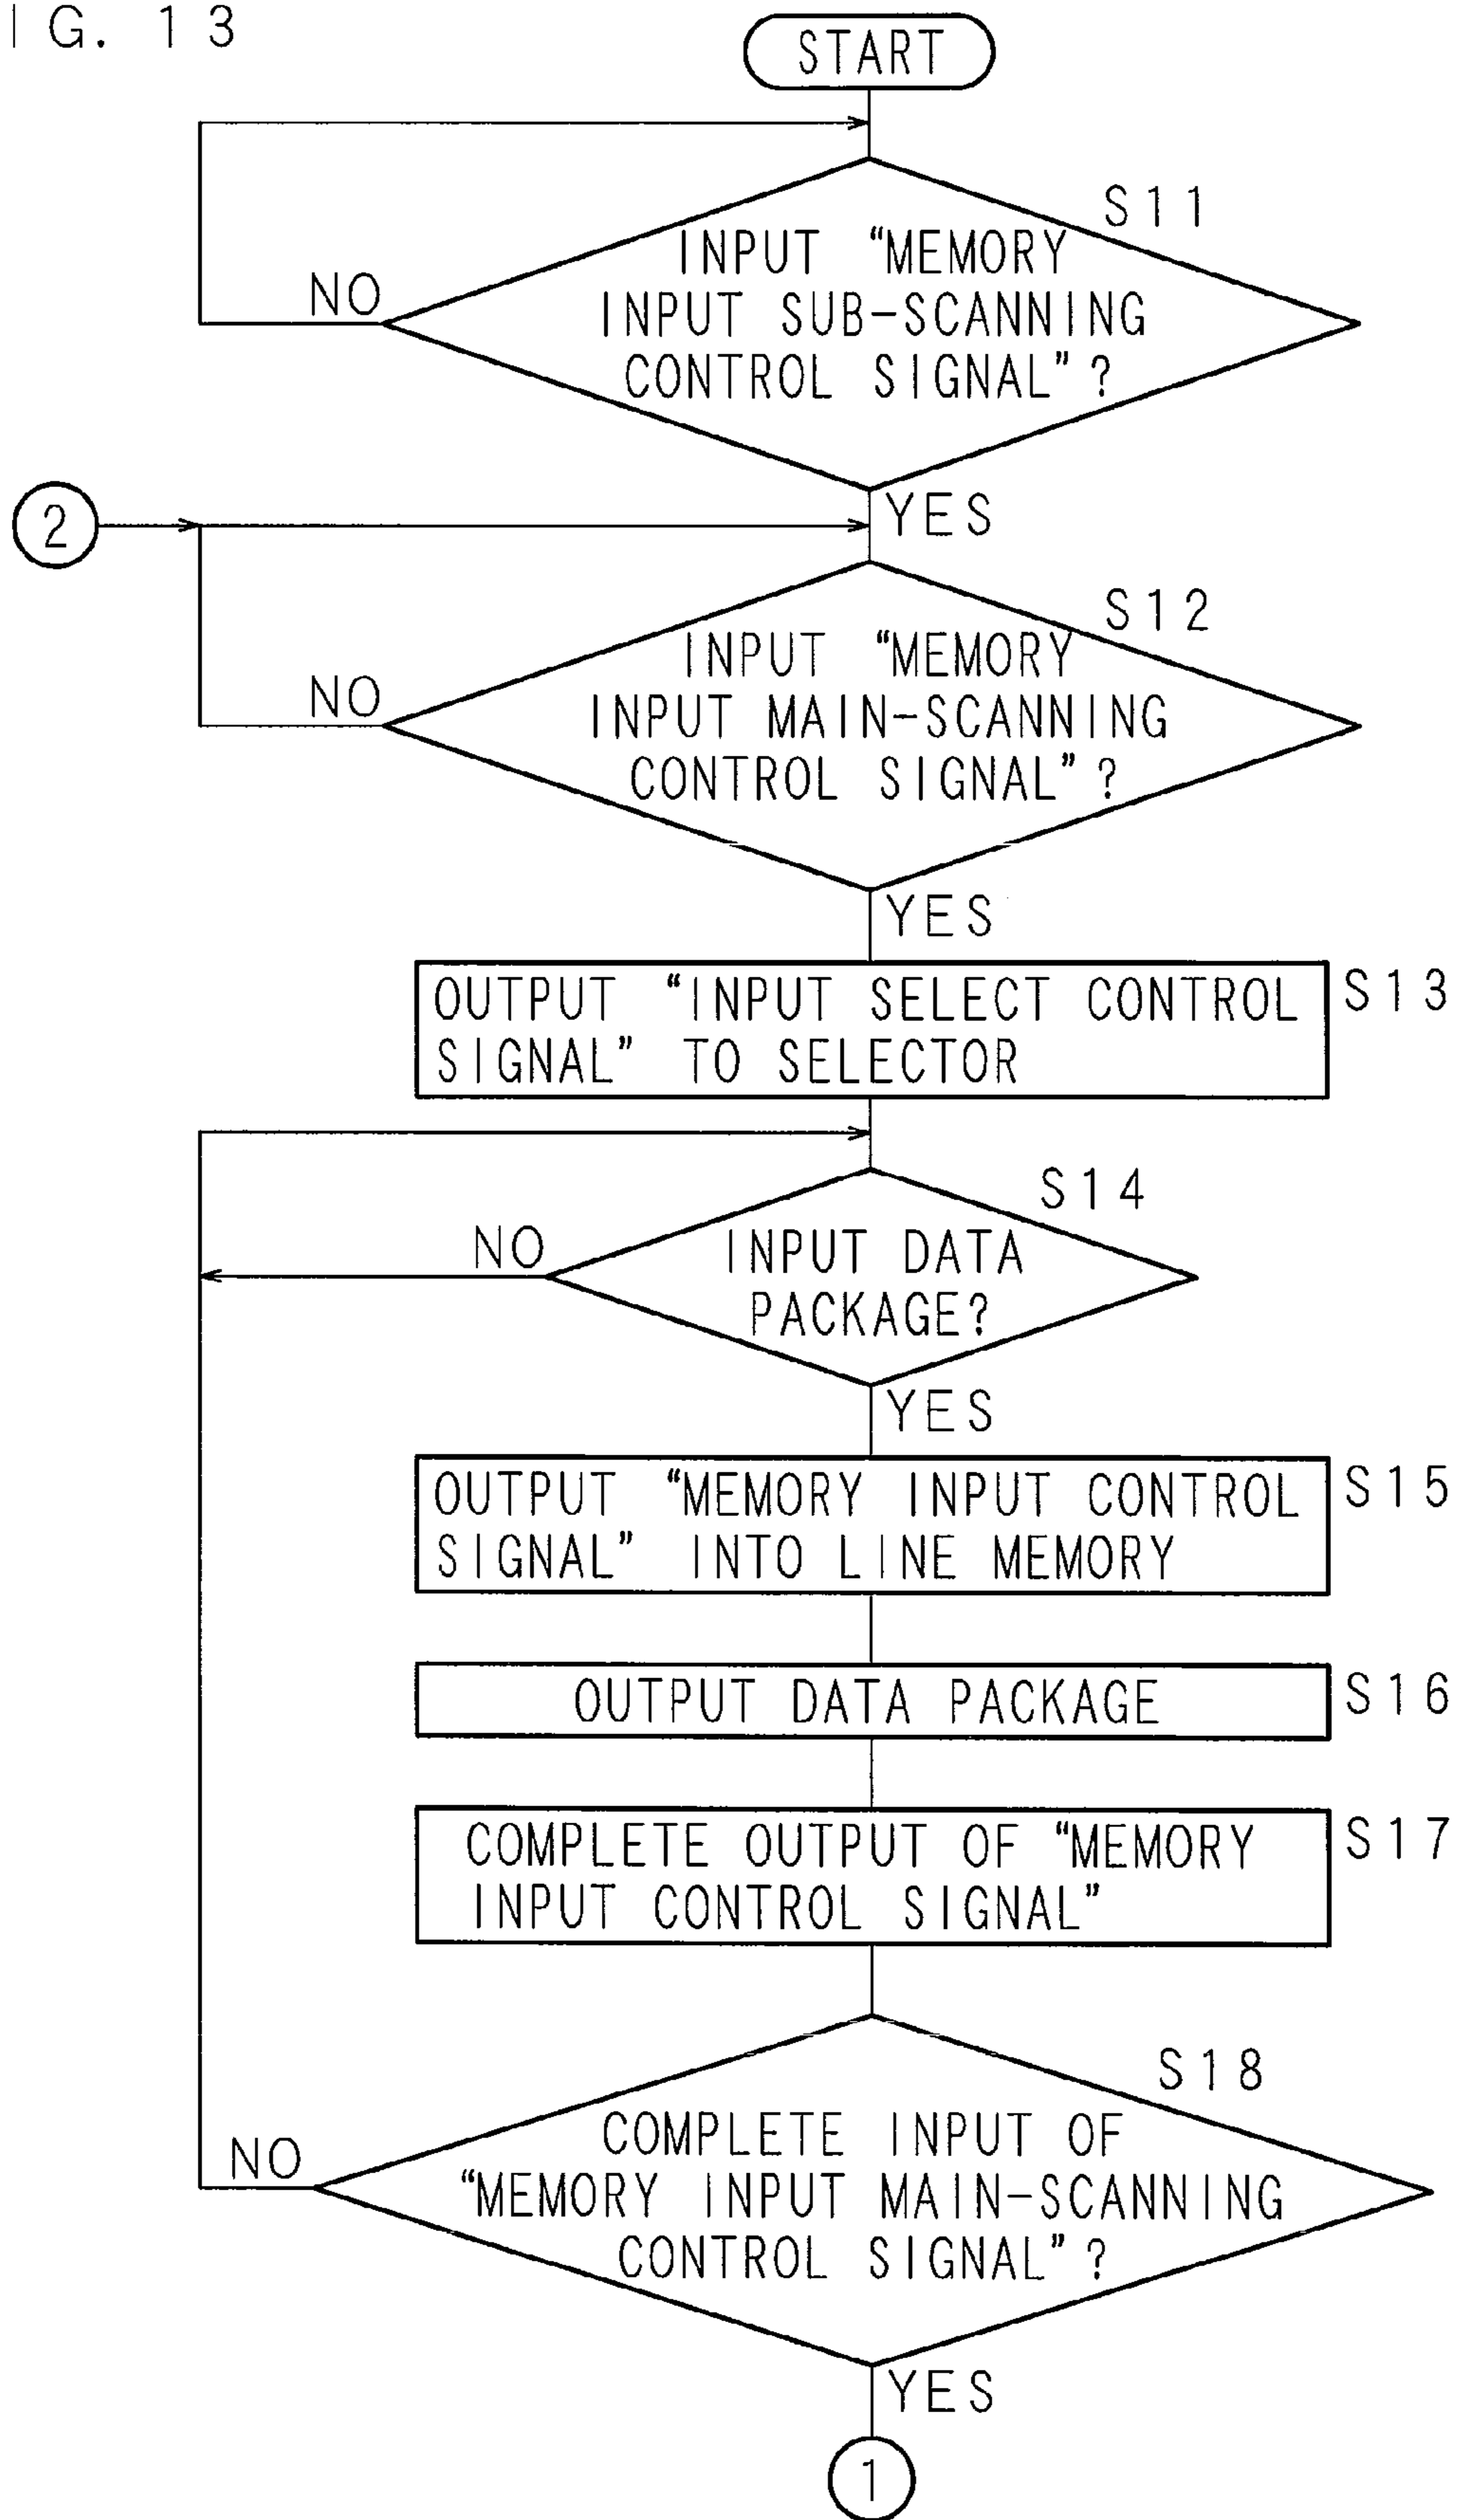 IG. 13
START
S11
INPUT “MEMORY
INPUT SUB-SCANNING
CONTROL SIGNAL”?
NO
YES
2
S12
INPUT “MEMORY
INPUT MAIN-SCANNING
CONTROL SIGNAL”?
NO
YES
OUTPUT “INPUT SELECT CONTROL
SIGNAL” TO SELECTOR
S13
S14
INPUT DATA
PACKAGE?
NO
YES
OUTPUT “MEMORY INPUT CONTROL
SIGNAL” INTO LINE MEMORY
S15
OUTPUT DATA PACKAGE
S16
COMPLETE OUTPUT OF “MEMORY
INPUT CONTROL SIGNAL”
S17
S18
COMPLETE INPUT OF
“MEMORY INPUT MAIN-SCANNING
CONTROL SIGNAL”?
NO
YES
1